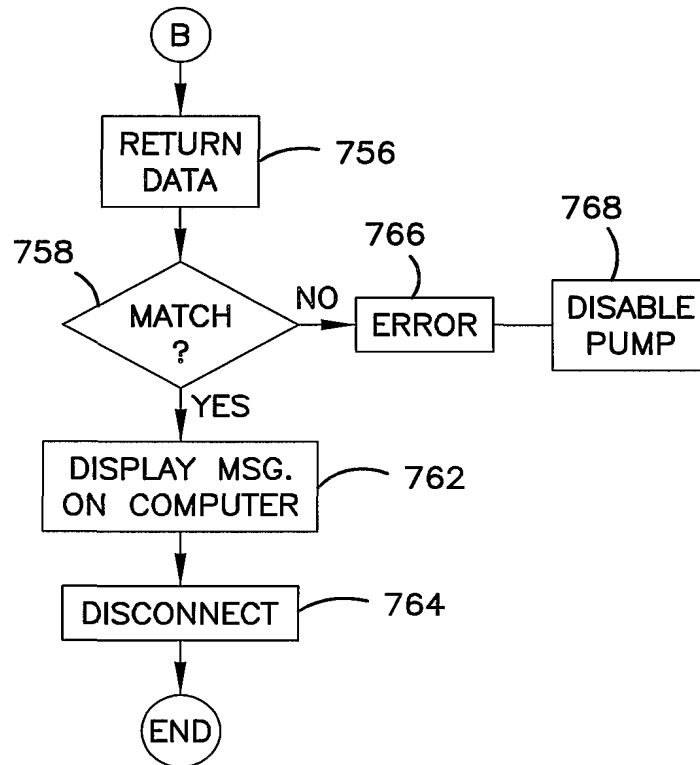 B
RETURN
DATA
756
758
MATCH
?
NO
766
ERROR
768
DISABLE
PUMP
YES
DISPLAY MSG.
ON COMPUTER
762
DISCONNECT
764
END